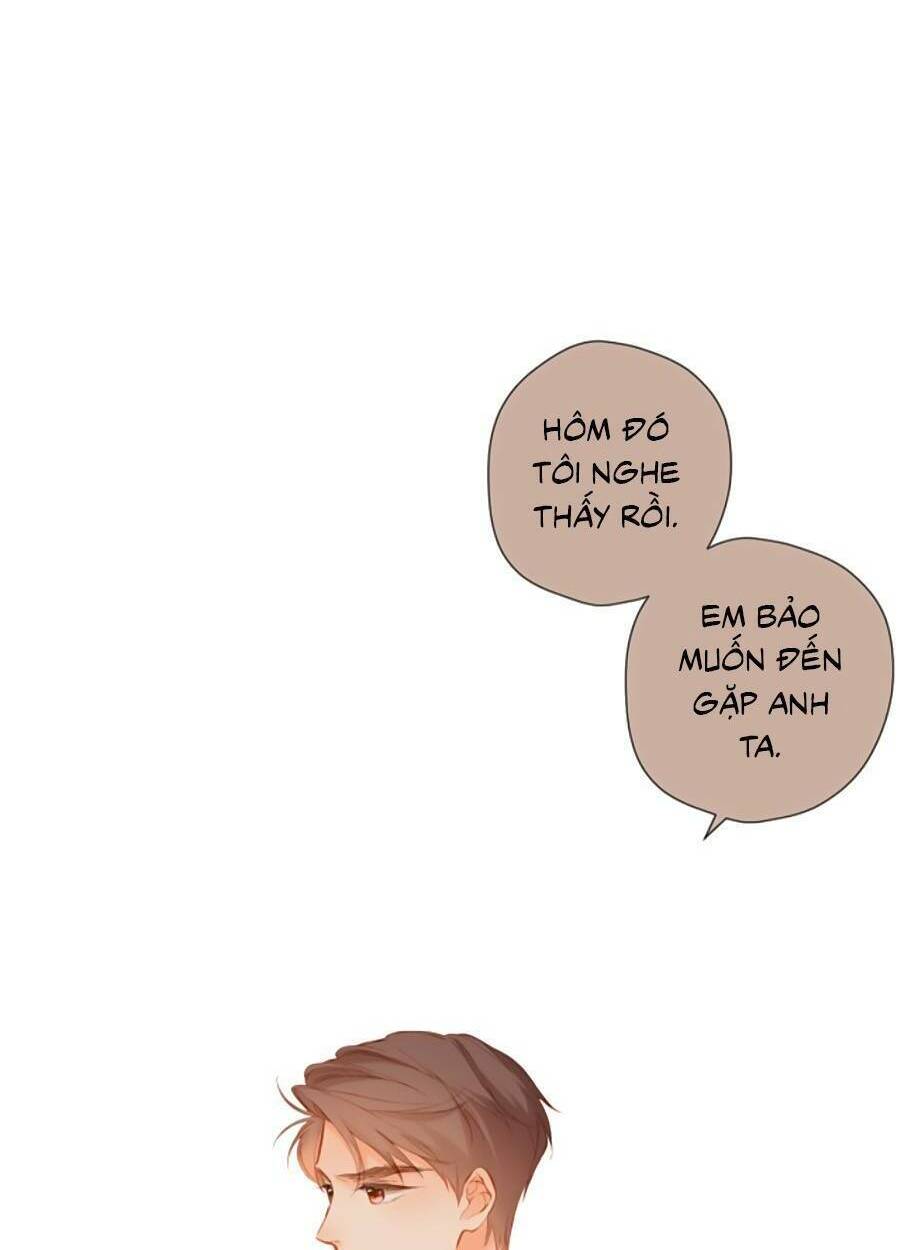 HÔM ĐÓ
TÔI NGHE
THẤY RỒI.
EM BẢO
MUỐN ĐẾN
GẶP ANH
TA.